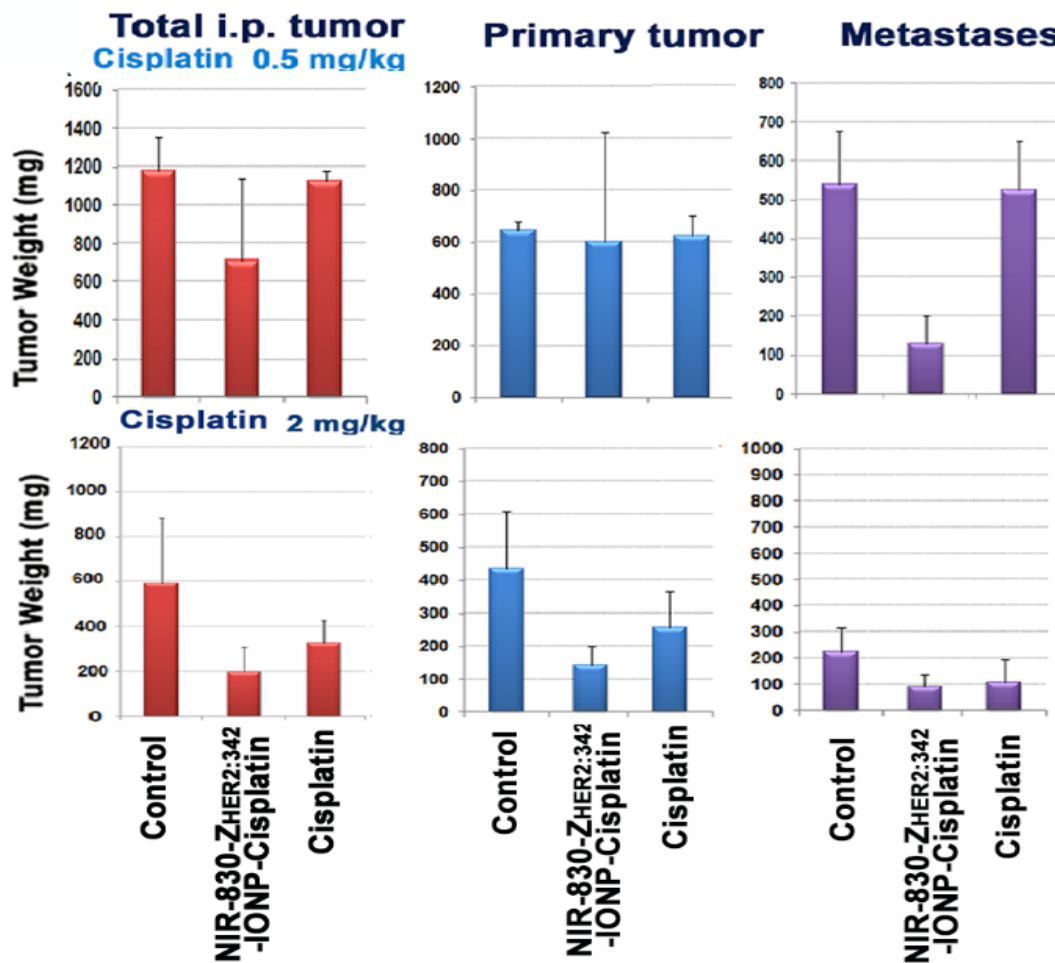 Total i.p. tumor
Cisplatin 0.5 mg/kg
Primary tumor
Metastases
Tumor Weight (mg)
1600
1400
1200
1000
800
600
400
200
0
1200
1000
800
600
400
200
0
800
700
600
500
400
300
200
100
0
Cisplatin 2 mg/kg
Tumor Weight (mg)
1200
1000
800
600
400
200
0
800
700
600
500
400
300
200
100
0
1000
900
800
700
600
500
400
300
200
100
0
Control
NIR-830-ZHER2:342
-IONP-Cisplatin
Cisplatin
Control
NIR-830-ZHER2:342
-IONP-Cisplatin
Cisplatin
Control
NIR-830-ZHER2:342
-IONP-Cisplatin
Cisplatin